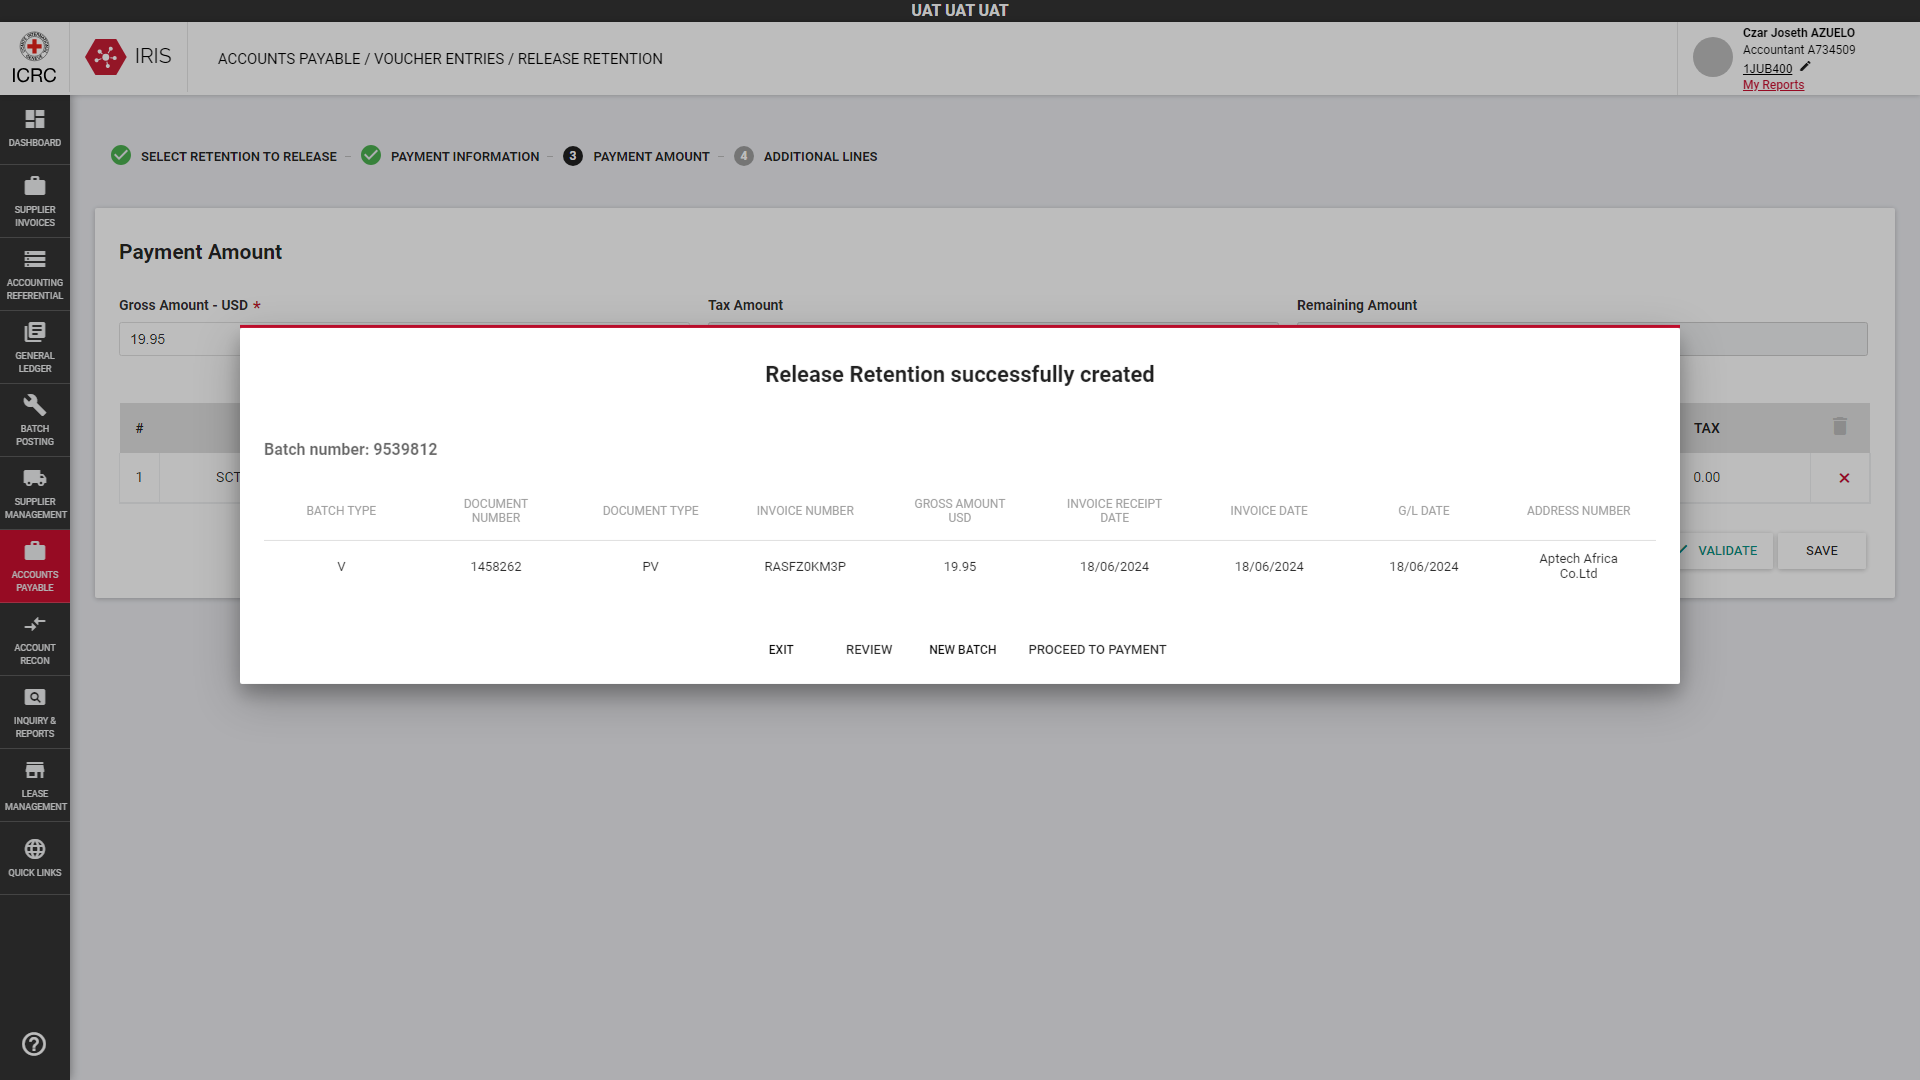 UAT UAT UAT
ICRC
IRIS
ACCOUNTS PAYABLE / VOUCHER ENTRIES / RELEASE RETENTION
Czar Joseth AZUELO
Accountant A734509
1JUB400
My Reports
DASHBOARD
SUPPLIER
INVOICES
ACCOUNTING
REFERENTIAL
GENERAL
LEDGER
BATCH
POSTING
SUPPLIER
MANAGEMENT
ACCOUNTS
PAYABLE
ACCOUNT
RECON
INQUIRY &
REPORTS
LEASE
MANAGEMENT
QUICK LINKS
SELECT RETENTION TO RELEASE – PAYMENT INFORMATION – 3 PAYMENT AMOUNT – 4 ADDITIONAL LINES
Payment Amount
Gross Amount - USD * Tax Amount Remaining Amount
19.95
# TAX
1 SCT 0.00
VALIDATE SAVE
Release Retention successfully created
Batch number: 9539812
BATCH TYPE DOCUMENT NUMBER DOCUMENT TYPE INVOICE NUMBER GROSS AMOUNT USD INVOICE RECEIPT DATE INVOICE DATE G/L DATE ADDRESS NUMBER
V 1458262 PV RASFZ0KM3P 19.95 18/06/2024 18/06/2024 18/06/2024 Aptech Africa Co.Ltd
EXIT REVIEW NEW BATCH PROCEED TO PAYMENT